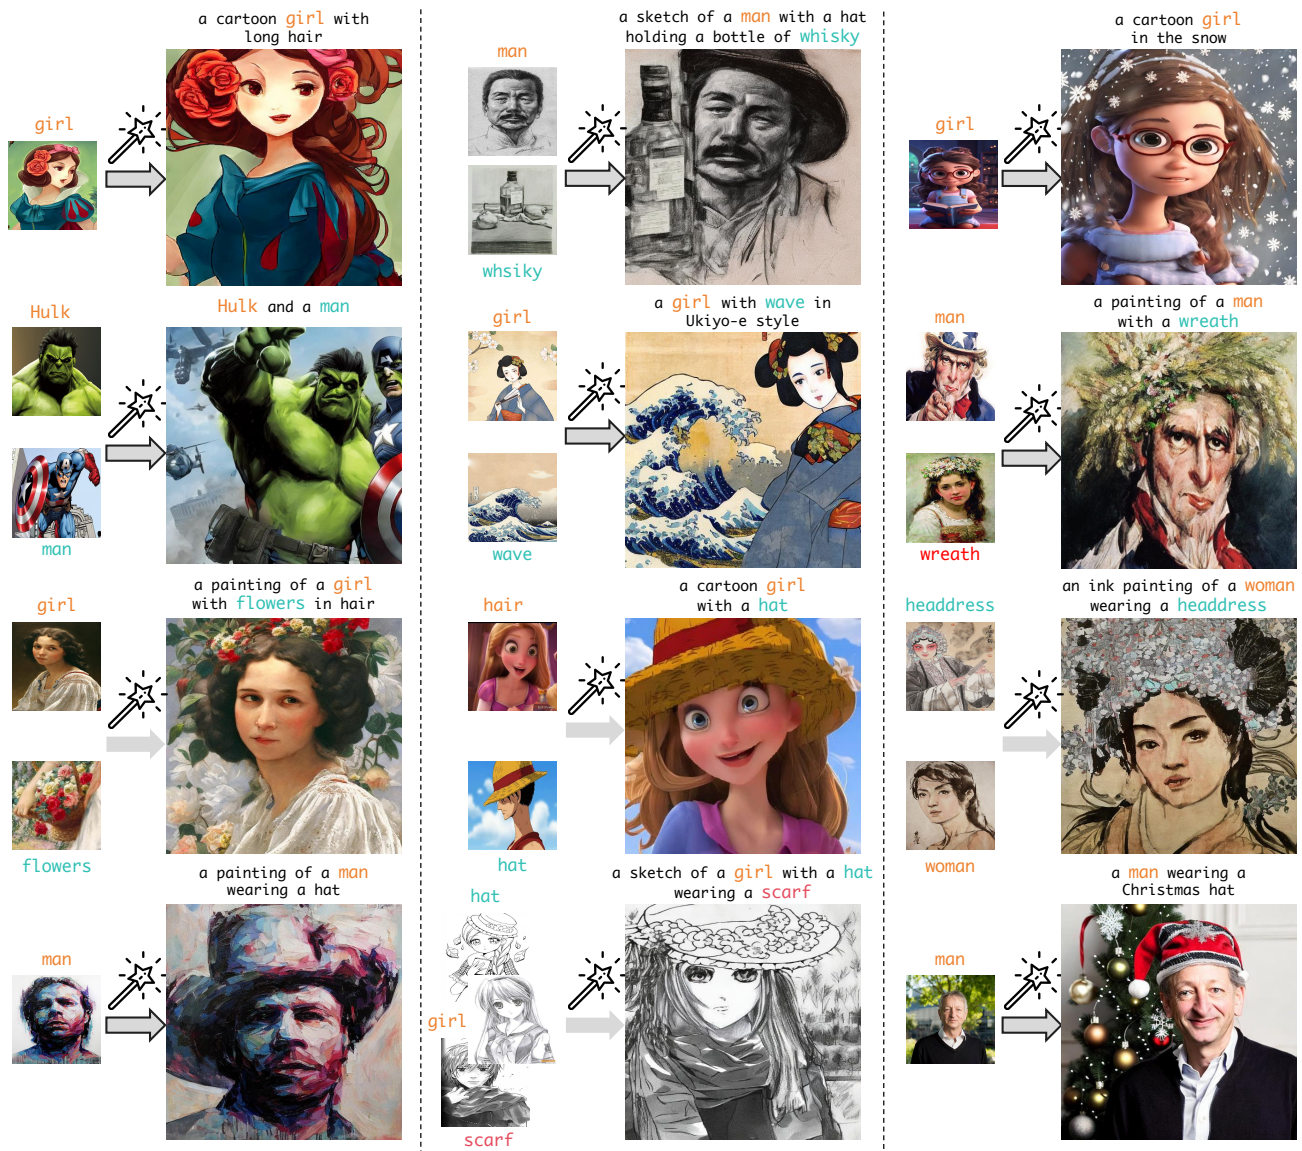 a cartoon girl with
long hair
girl
Hulk and a man
Hulk
man
a painting of a girl
with flowers in hair
girl
flowers
a painting of a man
wearing a hat
man
a sketch of a man with a hat
holding a bottle of whisky
man
whsiky
a girl with wave in
Ukiyo-e style
girl
wave
a cartoon girl
with a hat
hair
hat
a sketch of a girl with a hat
wearing a scarf
hat
girl
scarf
a cartoon girl
in the snow
girl
a painting of a man
with a wreath
man
wreath
an ink painting of a woman
wearing a headdress
headdress
woman
a man wearing a
Christmas hat
man